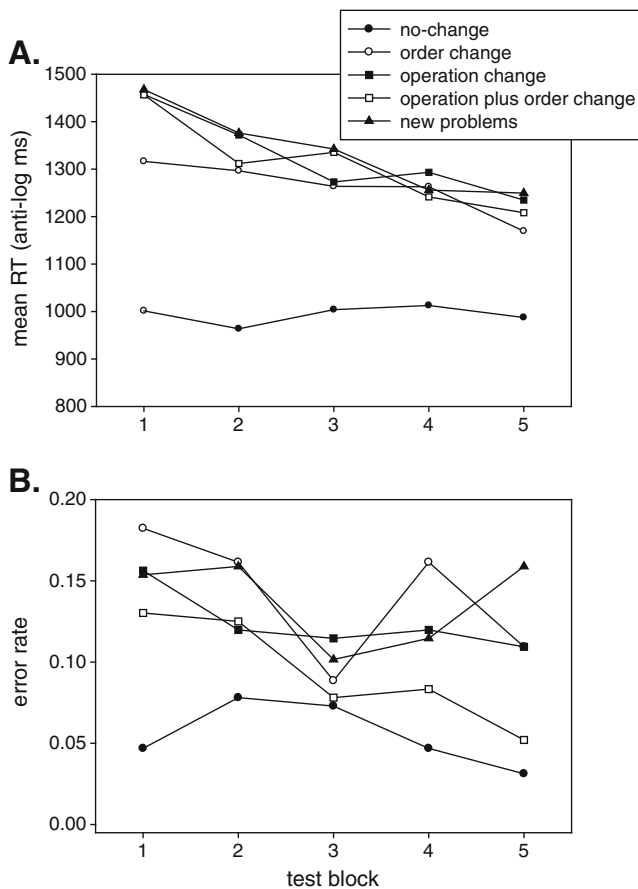 no-change
order change
operation change
operation plus order change
new problems
A.
1500
1400
1300
1200
1100
1000
900
800
mean RT (anti-log ms)
1 2 3 4 5
B.
0.20
0.15
0.10
0.05
0.00
error rate
1 2 3 4 5
test block